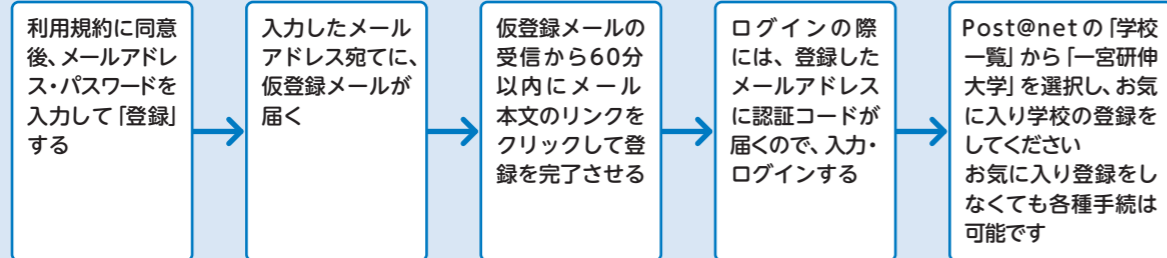 利用規約に同意
後、メールアドレ
ス・パスワードを
入力して「登録」
する
入力したメール
アドレス宛てに、
仮登録メールが
届く
仮登録メールの
受信から60分
以内にメール
本文のリンクを
クリックして登
録を完了させる
ログインの際
には、登録した
メールアドレス
に認証コードが
届くので、入力・
ログインする
Post@netの「学校
一覧」から「一宮研伸
大学」を選択し、お気
に入り学校の登録を
してください
お気に入り登録をし
なくても各種手続は
可能です